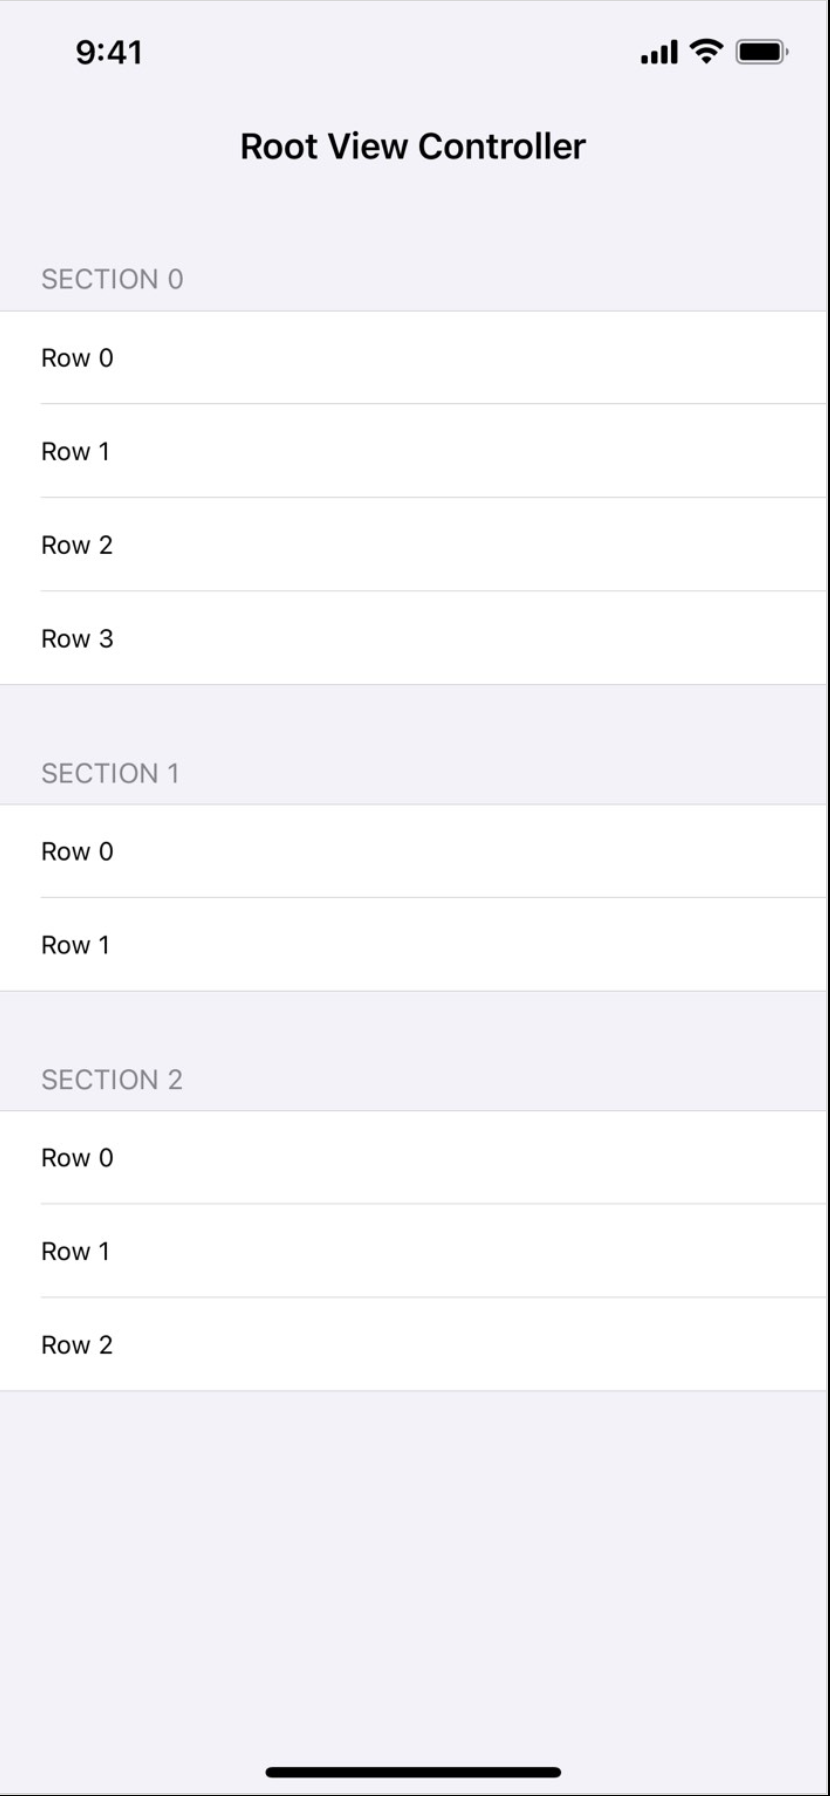 9:41
Root View Controller
SECTION 0
Row 0
Row 1
Row 2
Row 3
SECTION 1
Row 0
Row 1
SECTION 2
Row 0
Row 1
Row 2